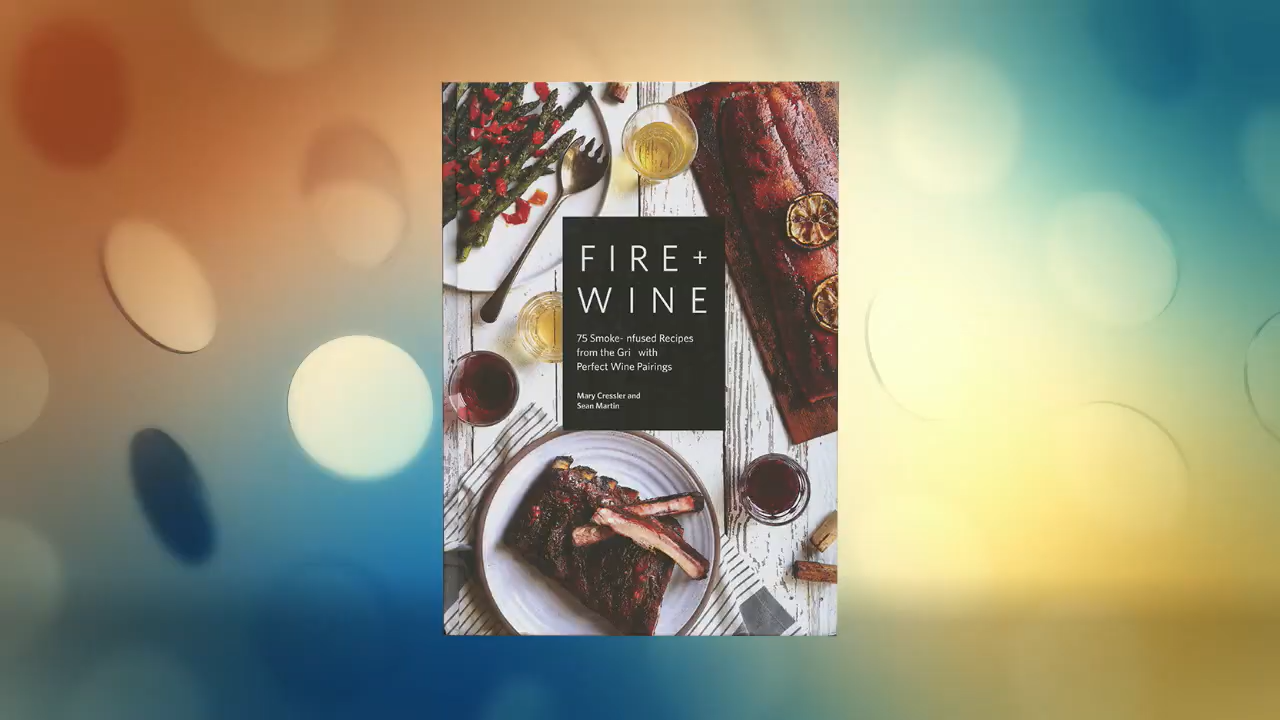 FIRE +
WINE
75 Smoke- nfused Recipes
from the Gri  with
Perfect Wine Pairings
Mary Cressler and
Sean Martin